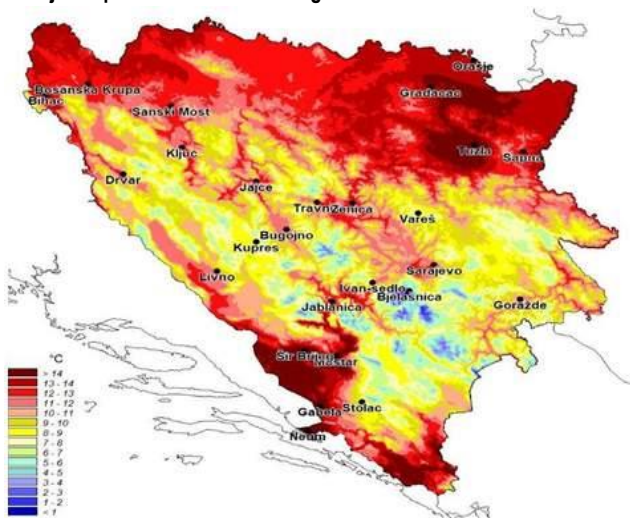 Orašje
Gradačac
Bosanska Krupa
Bihać
Sanski Most
Tuzla
Sapna
Ključ
Drvar
Jajce
Travnik
Zenica
Vareš
Bugojno
Kupres
Livno
Sarajevo
Ivan-sedlo
Bjelašnica
Goražde
Jablanica
Šir Brijeg
Mostar
Gabela
Stolac
Neum
°C
> 14
13 - 14
12 - 13
11 - 12
10 - 11
9 - 10
8 - 9
7 - 8
6 - 7
5 - 6
4 - 5
3 - 4
2 - 3
1 - 2
< 1